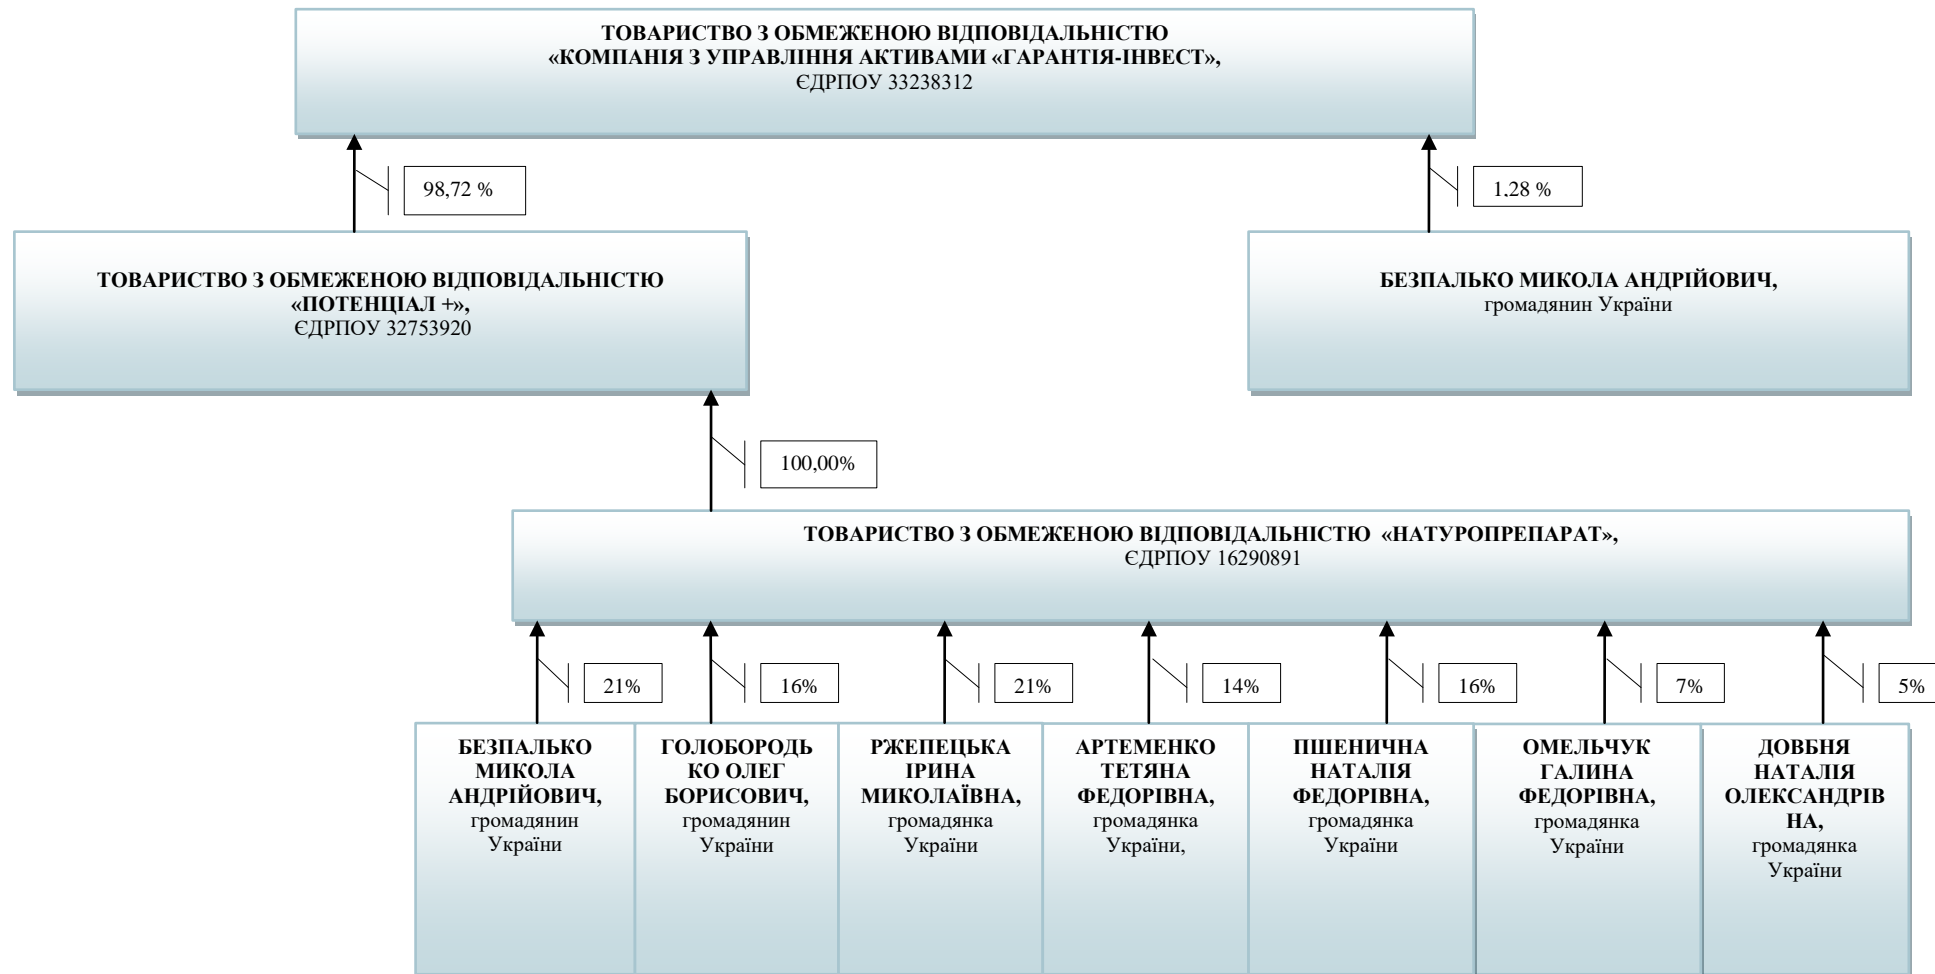 ТОВАРИСТВО З ОБМЕЖЕНОЮ ВІДПОВІДАЛЬНІСТЮ
«КОМПАНІЯ З УПРАВЛІННЯ АКТИВАМИ «ГАРАНТІЯ-ІНВЕСТ»,
ЄДРПОУ 33238312
98,72 %
1,28 %
ТОВАРИСТВО З ОБМЕЖЕНОЮ ВІДПОВІДАЛЬНІСТЮ
«ПОТЕНЦІАЛ +»,
ЄДРПОУ 32753920
БЕЗПАЛЬКО МИКОЛА АНДРІЙОВИЧ,
громадянин України
100,00%
ТОВАРИСТВО З ОБМЕЖЕНОЮ ВІДПОВІДАЛЬНІСТЮ «НАТУРОПРЕПАРАТ»,
ЄДРПОУ 16290891
21%
16%
21%
14%
16%
7%
5%
БЕЗПАЛЬКО
МИКОЛА
АНДРІЙОВИЧ,
громадянин
України
ГОЛОБОРОДЬ
КО ОЛЕГ
БОРИСОВИЧ,
громадянин
України
РЖЕПЕЦЬКА
ІРИНА
МИКОЛАЇВНА,
громадянка
України
АРТЕМЕНКО
ТЕТЯНА
ФЕДОРІВНА,
громадянка
України,
ПШЕНИЧНА
НАТАЛІЯ
ФЕДОРІВНА,
громадянка
України
ОМЕЛЬЧУК
ГАЛИНА
ФЕДОРІВНА,
громадянка
України
ДОВБНЯ
НАТАЛІЯ
ОЛЕКСАНДРІВ
НА,
громадянка
України